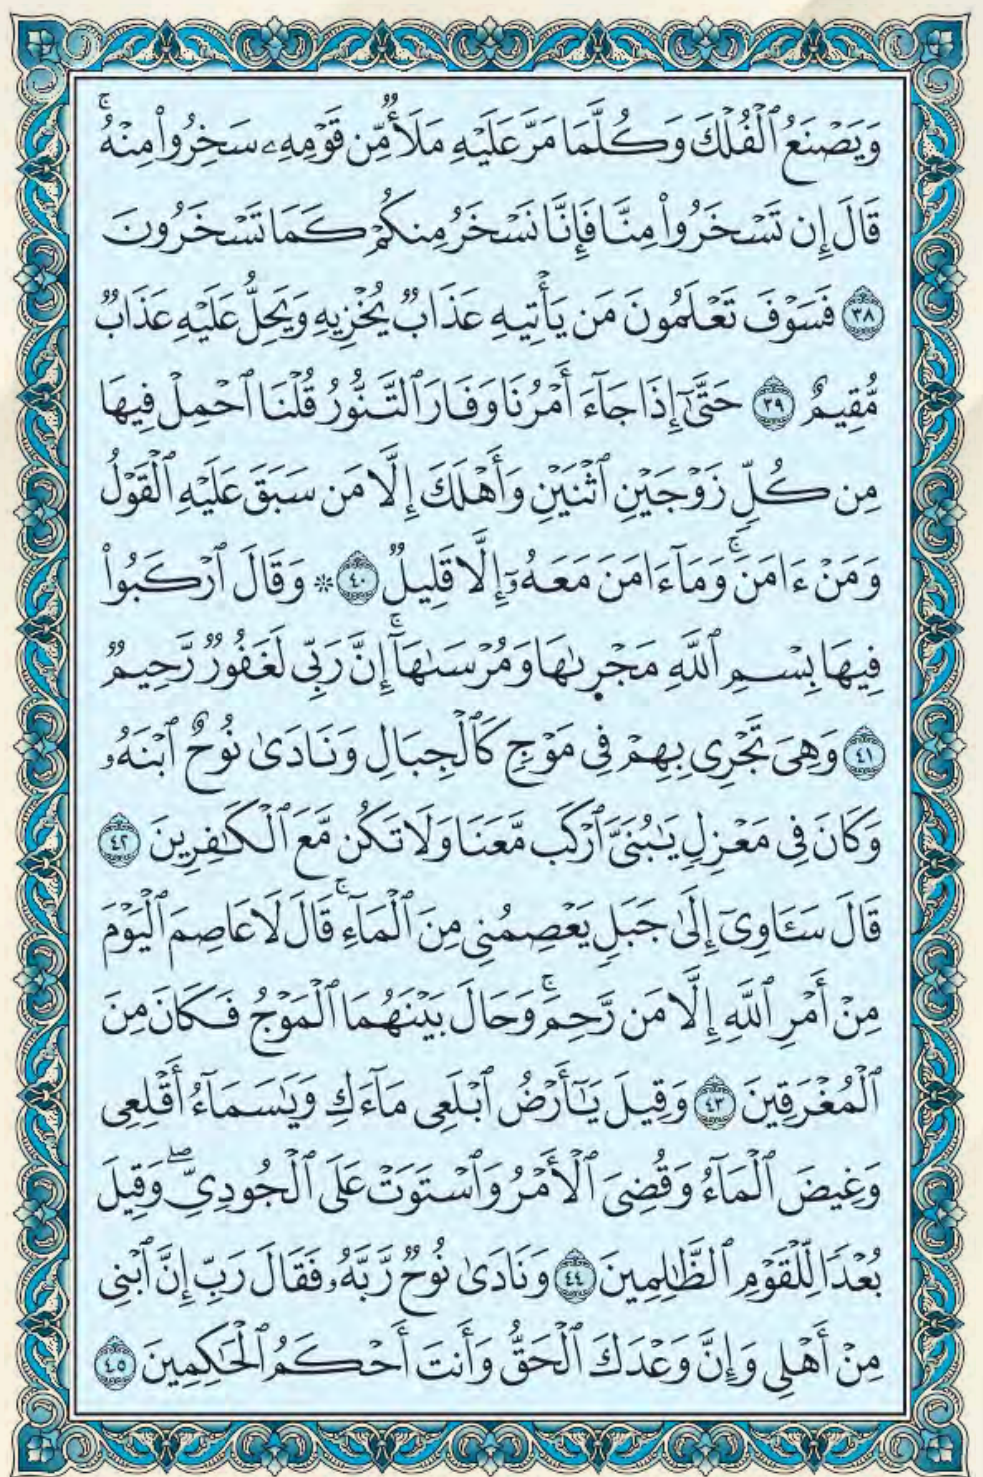 وَيَصْنَعُ ٱلْفُلْكَ وَكُلَّمَا مَرَّ عَلَيْهِ مَلَأٌ مِّن قَوْمِهِۦ سَخِرُوا۟ مِنْهُ ۚ
قَالَ إِن تَسْخَرُوا۟ مِنَّا فَإِنَّا نَسْخَرُ مِنكُمْ كَمَا تَسْخَرُونَ
٣٨ فَسَوْفَ تَعْلَمُونَ مَن يَأْتِيهِ عَذَابٌ يُخْزِيهِ وَيَحِلُّ عَلَيْهِ عَذَابٌ
مُّقِيمٌ ٣٩ حَتَّىٰٓ إِذَا جَآءَ أَمْرُنَا وَفَارَ ٱلتَّنُّورُ قُلْنَا ٱحْمِلْ فِيهَا
مِن كُلٍّ زَوْجَيْنِ ٱثْنَيْنِ وَأَهْلَكَ إِلَّا مَن سَبَقَ عَلَيْهِ ٱلْقَوْلُ
وَمَنْ ءَامَنَ ۚ وَمَآ ءَامَنَ مَعَهُۥٓ إِلَّا قَلِيلٌ ٤٠ ۞ وَقَالَ ٱرْكَبُوا۟
فِيهَا بِسْمِ ٱللَّهِ مَجْر۪ىٰهَا وَمُرْسَىٰهَآ ۚ إِنَّ رَبِّى لَغَفُورٌ رَّحِيمٌ
٤١ وَهِىَ تَجْرِى بِهِمْ فِى مَوْجٍ كَٱلْجِبَالِ وَنَادَىٰ نُوحٌ ٱبْنَهُۥ
وَكَانَ فِى مَعْزِلٍ يَٰبُنَىَّ ٱرْكَب مَّعَنَا وَلَا تَكُن مَّعَ ٱلْكَٰفِرِينَ ٤٢
قَالَ سَـَٔاوِىٓ إِلَىٰ جَبَلٍ يَعْصِمُنِى مِنَ ٱلْمَآءِ ۚ قَالَ لَا عَاصِمَ ٱلْيَوْمَ
مِنْ أَمْرِ ٱللَّهِ إِلَّا مَن رَّحِمَ ۚ وَحَالَ بَيْنَهُمَا ٱلْمَوْجُ فَكَانَ مِنَ
ٱلْمُغْرَقِينَ ٤٣ وَقِيلَ يَٰٓأَرْضُ ٱبْلَعِى مَآءَكِ وَيَٰسَمَآءُ أَقْلِعِى
وَغِيضَ ٱلْمَآءُ وَقُضِىَ ٱلْأَمْرُ وَٱسْتَوَتْ عَلَى ٱلْجُودِىِّ ۖ وَقِيلَ
بُعْدًا لِّلْقَوْمِ ٱلظَّٰلِمِينَ ٤٤ وَنَادَىٰ نُوحٌ رَّبَّهُۥ فَقَالَ رَبِّ إِنَّ ٱبْنِى
مِنْ أَهْلِى وَإِنَّ وَعْدَكَ ٱلْحَقُّ وَأَنتَ أَحْكَمُ ٱلْحَٰكِمِينَ ٤٥